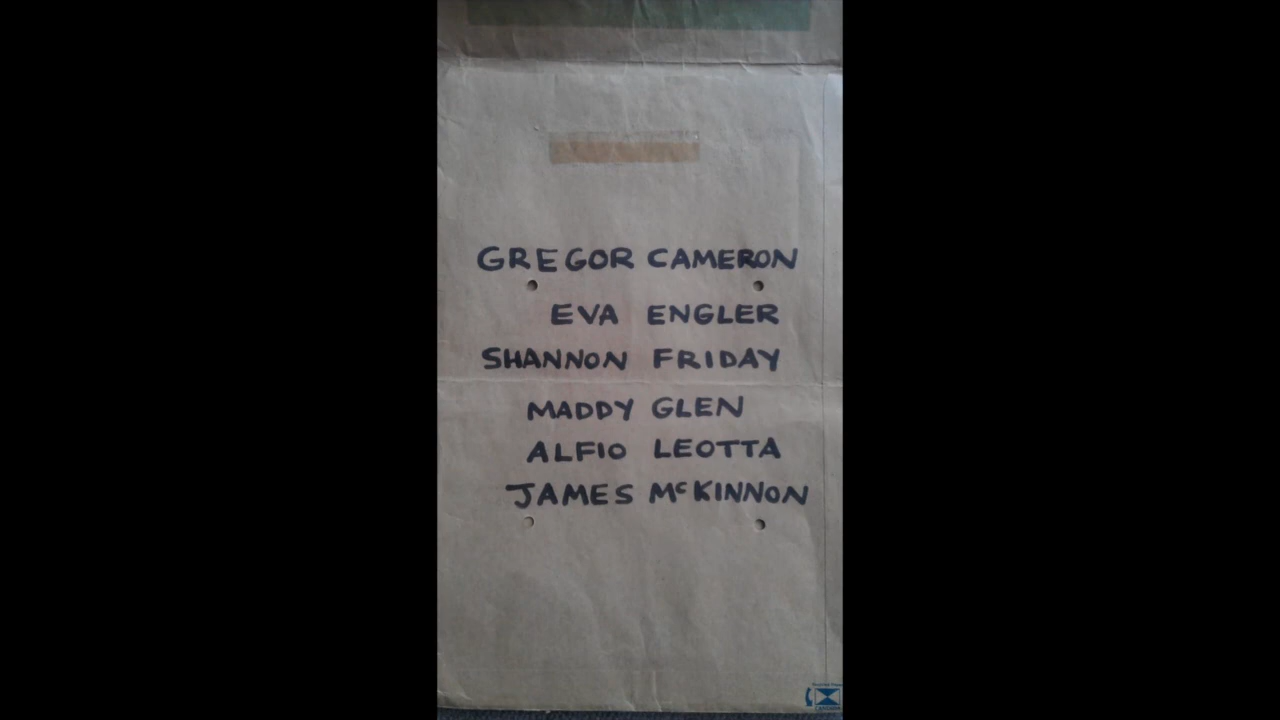 GREGOR CAMERON
EVA ENGLER
SHANNON FRIDAY
MADDY GLEN
ALFIO LEOTTA
JAMES McKINNON